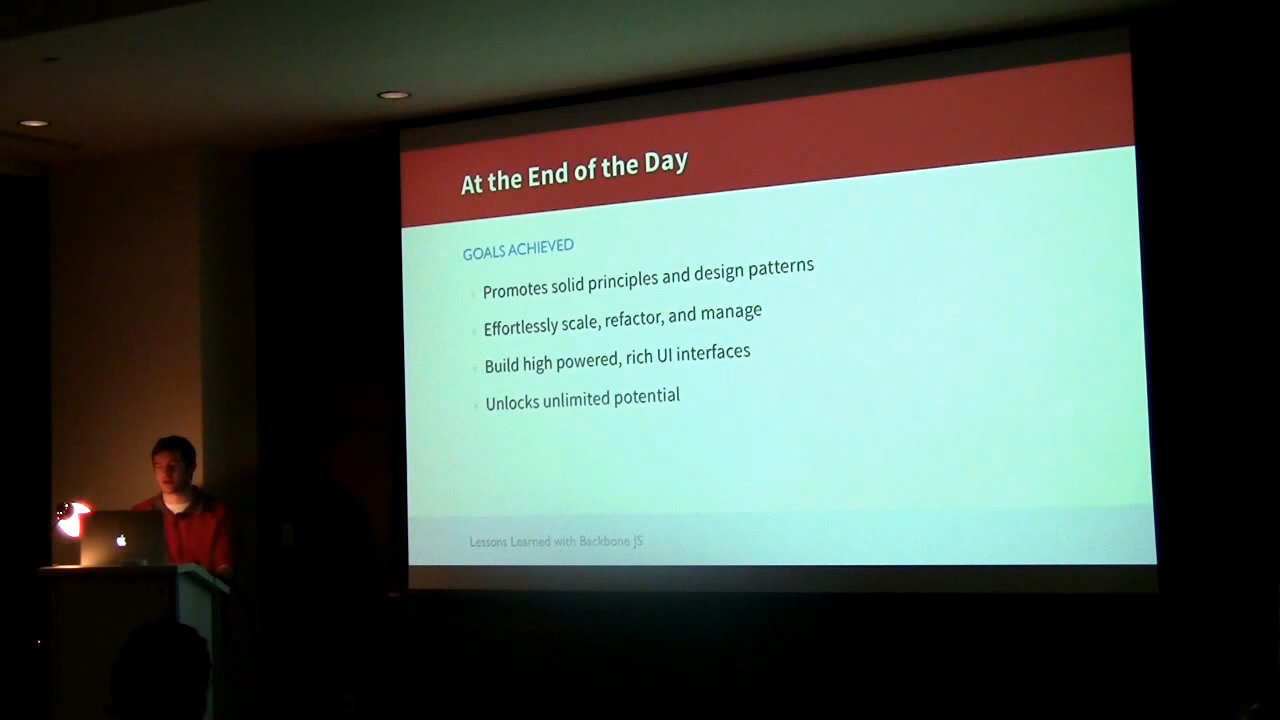 At the End of the Day
GOALS ACHIEVED
Promotes solid principles and design patterns
Effortlessly scale, refactor, and manage
Build high powered, rich UI interfaces
Unlocks unlimited potential
Lessons Learned with Backbone JS